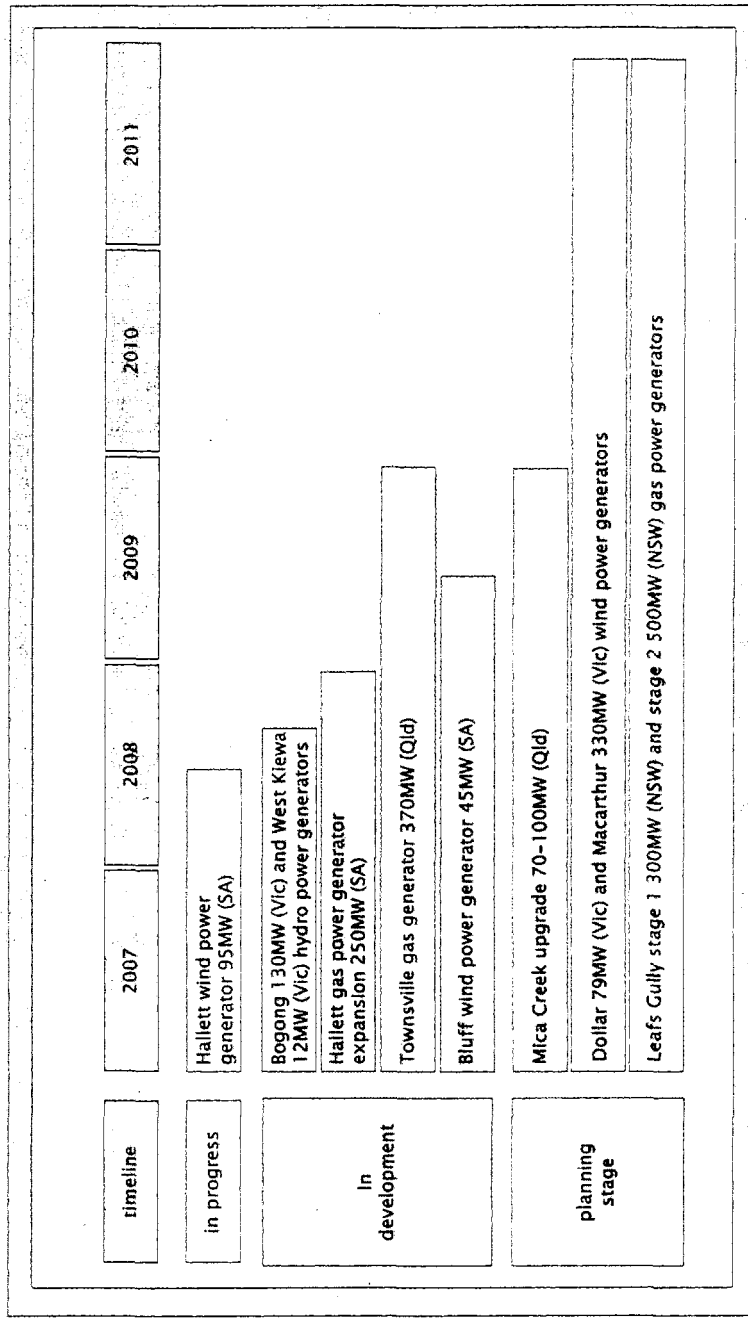 timeline
2007
2008
2009
2010
2011
in progress
Hallett wind power
generator 95MW (SA)
In
development
Bogong 130MW (Vic) and West Kiewa
12MW (Vic) hydro power generators
Hallett gas power generator
expansion 250MW (SA)
Townsville gas generator 370MW (Qld)
Bluff wind power generator 45MW (SA)
planning
stage
Mica Creek upgrade 70-100MW (Qld)
Dollar 79MW (Vic) and Macarthur 330MW (Vic) wind power generators
Leafs Gully stage 1 300MW (NSW) and stage 2 500MW (NSW) gas power generators